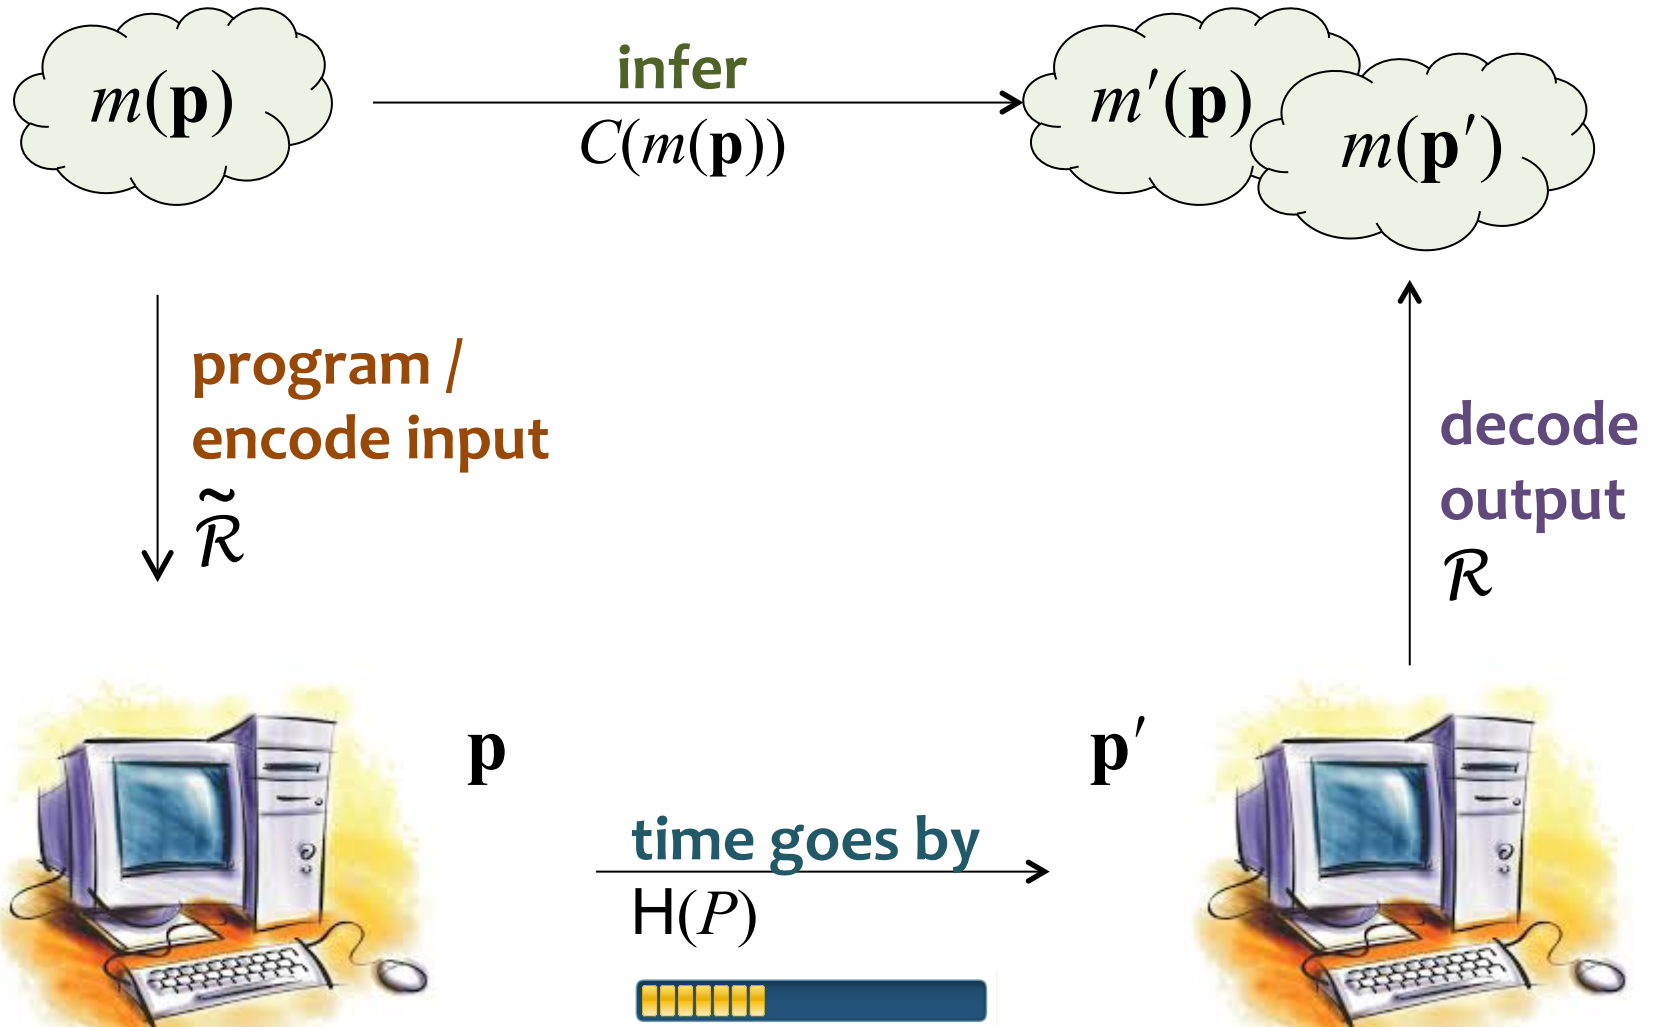 m(𝐩)
infer
C(m(𝐩))
m′(𝐩)
m(𝐩′)
program /
encode input
ℛ̃
decode
output
ℛ
𝐩
𝐩′
time goes by
H(P)